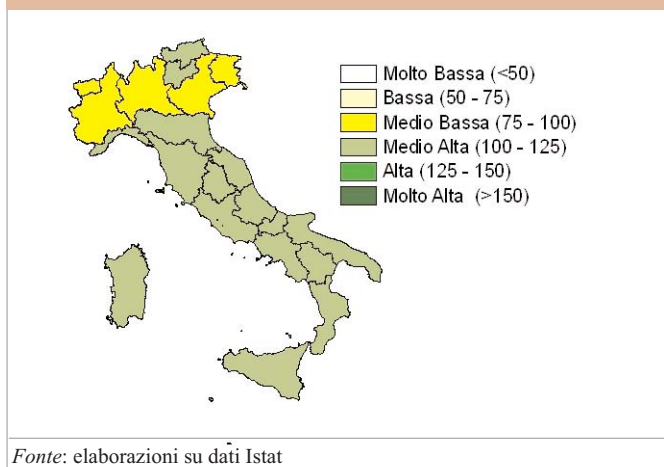 Molto Bassa (<50)
Bassa (50 - 75)
Medio Bassa (75 - 100)
Medio Alta (100 - 125)
Alta (125 - 150)
Molto Alta (>150)
Fonte: elaborazioni su dati Istat